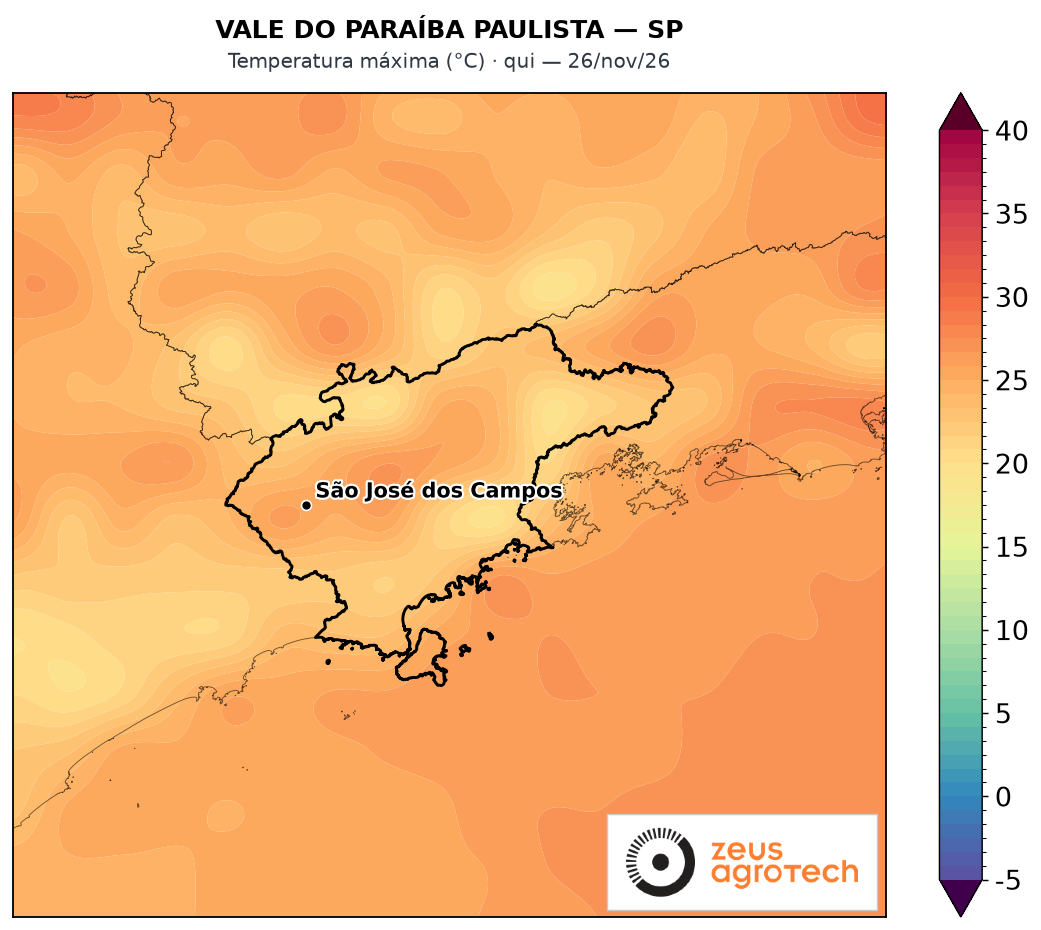 VALE DO PARAÍBA PAULISTA — SP
Temperatura máxima (°C) · qui — 26/nov/26
São José dos Campos
40
35
30
25
20
15
10
5
0
-5
zeus
agrotech